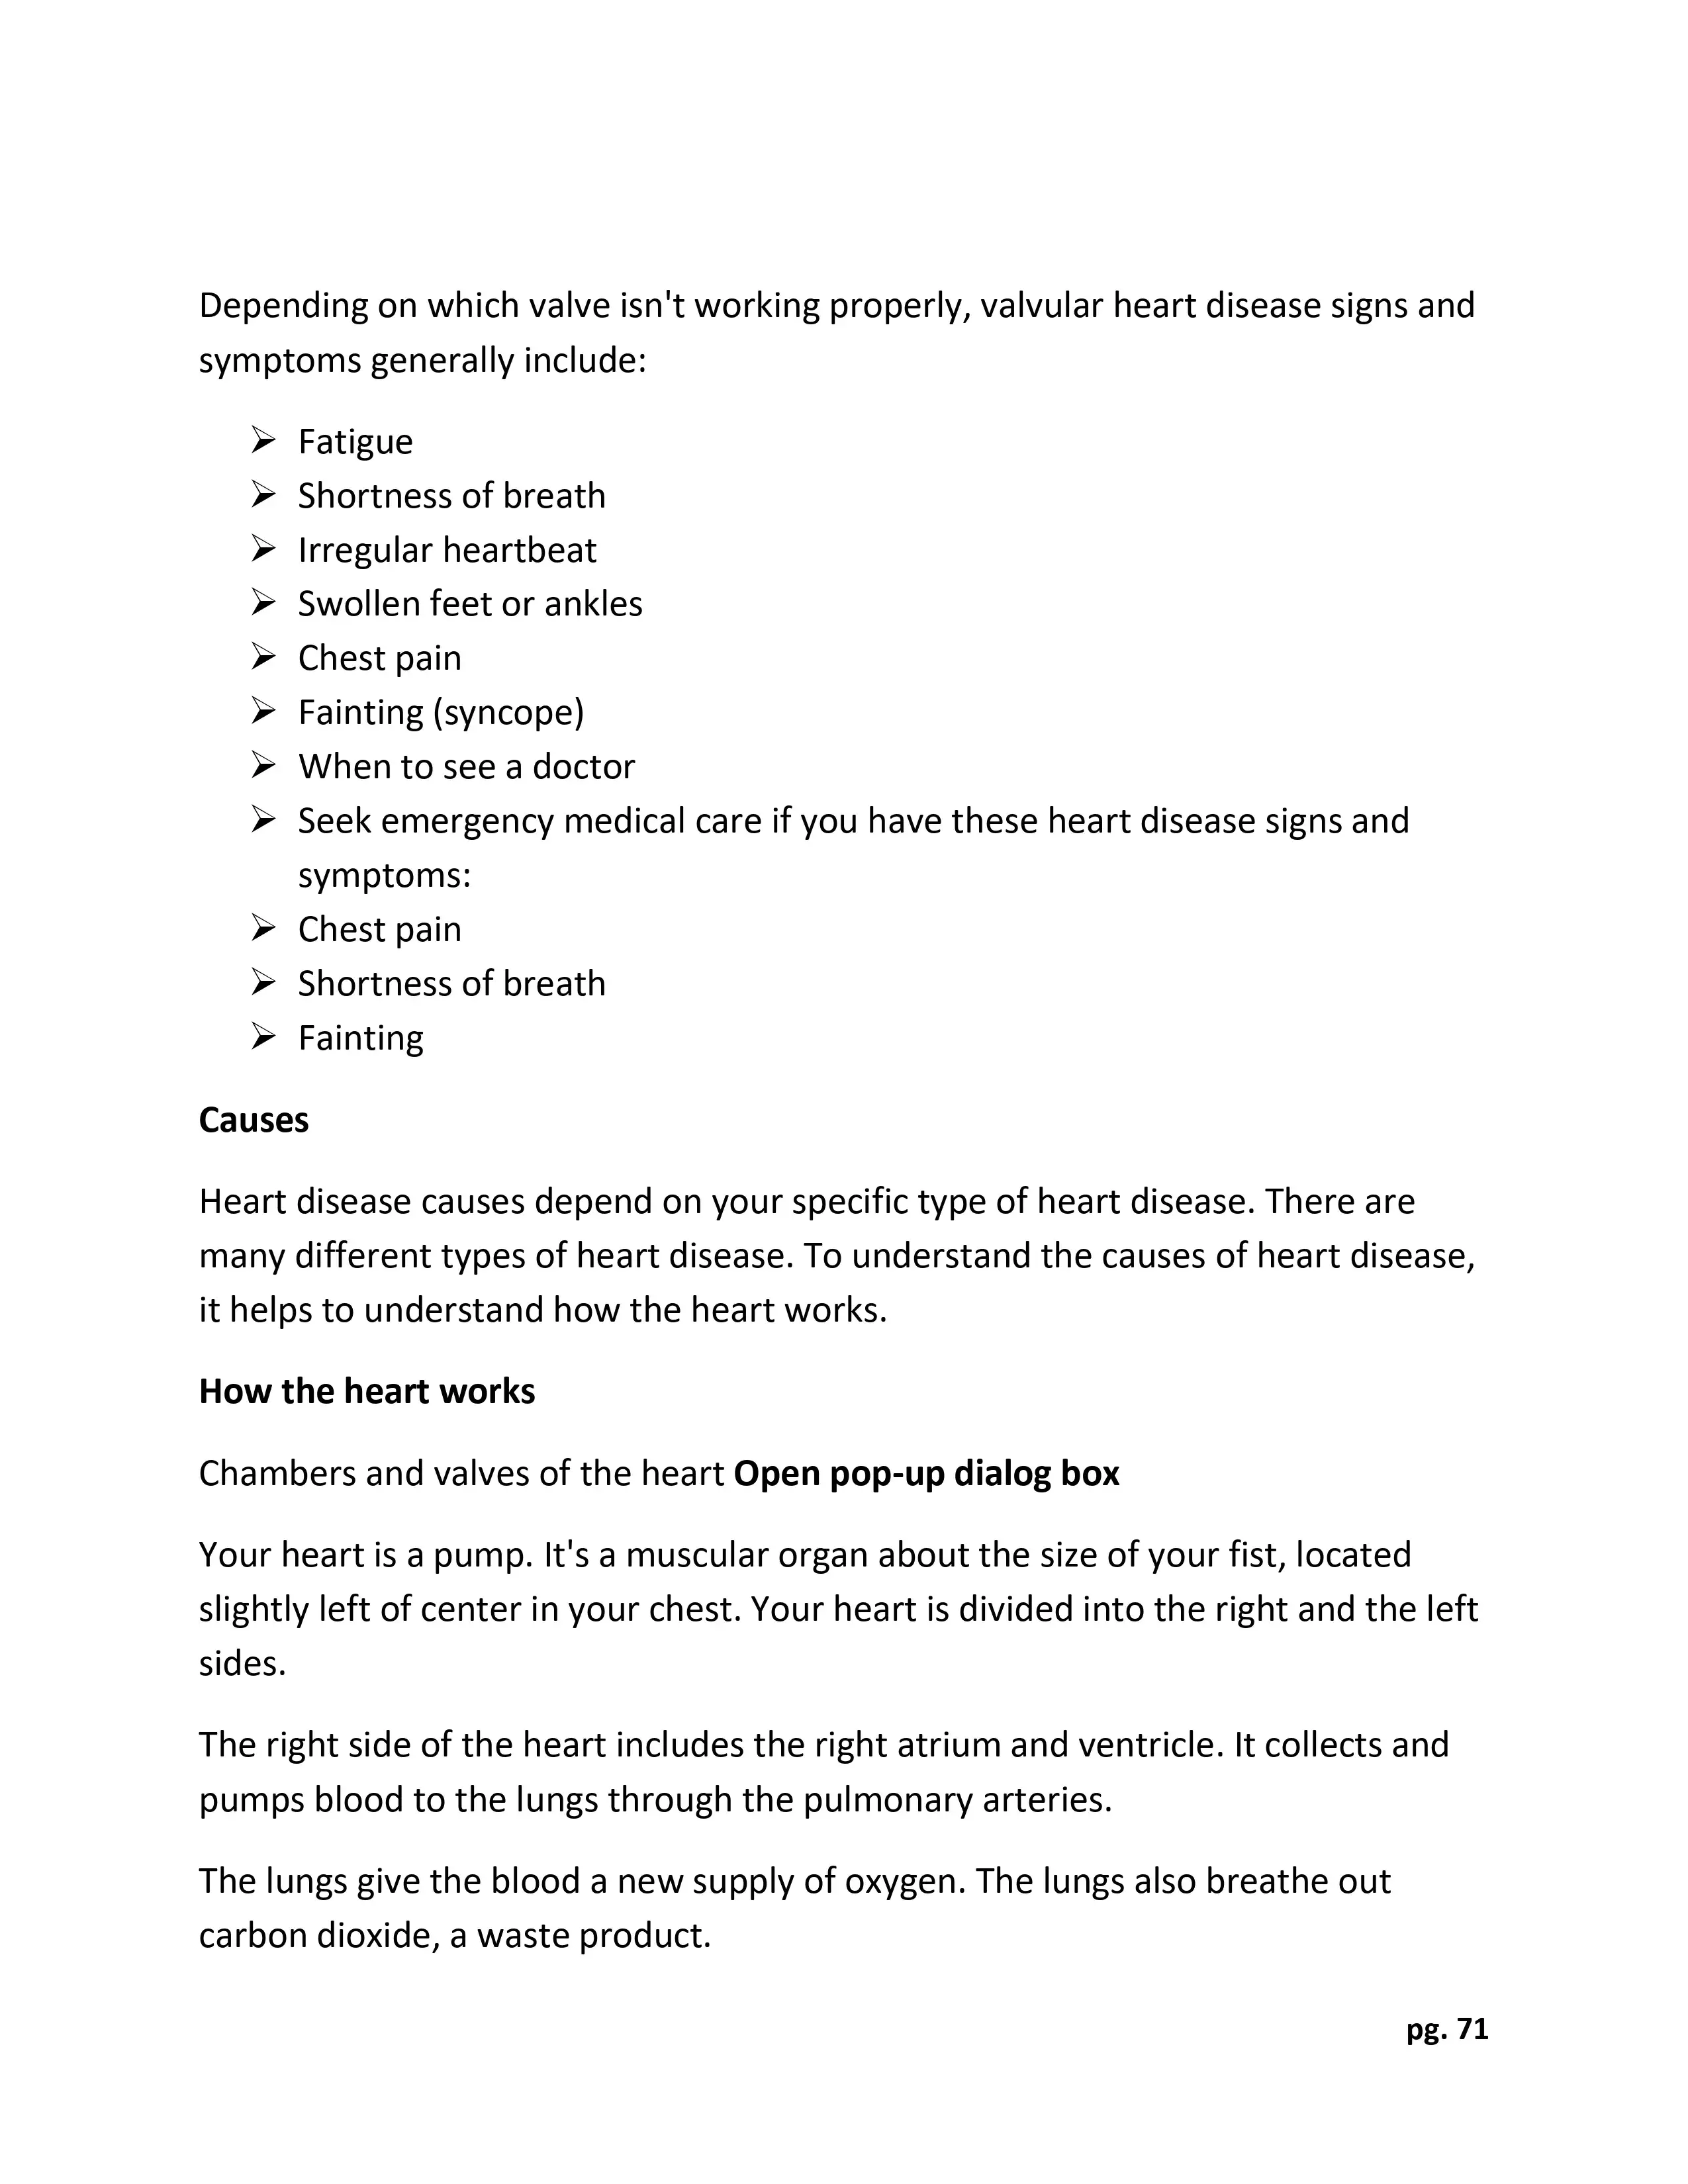 Depending on which valve isn't working properly, valvular heart disease signs and
symptoms generally include:
➢ Fatigue
➢ Shortness of breath
➢ Irregular heartbeat
➢ Swollen feet or ankles
➢ Chest pain
➢ Fainting (syncope)
➢ When to see a doctor
➢ Seek emergency medical care if you have these heart disease signs and
symptoms:
➢ Chest pain
➢ Shortness of breath
➢ Fainting
Causes
Heart disease causes depend on your specific type of heart disease. There are
many different types of heart disease. To understand the causes of heart disease,
it helps to understand how the heart works.
How the heart works
Chambers and valves of the heart Open pop-up dialog box
Your heart is a pump. It's a muscular organ about the size of your fist, located
slightly left of center in your chest. Your heart is divided into the right and the left
sides.
The right side of the heart includes the right atrium and ventricle. It collects and
pumps blood to the lungs through the pulmonary arteries.
The lungs give the blood a new supply of oxygen. The lungs also breathe out
carbon dioxide, a waste product.
pg. 71